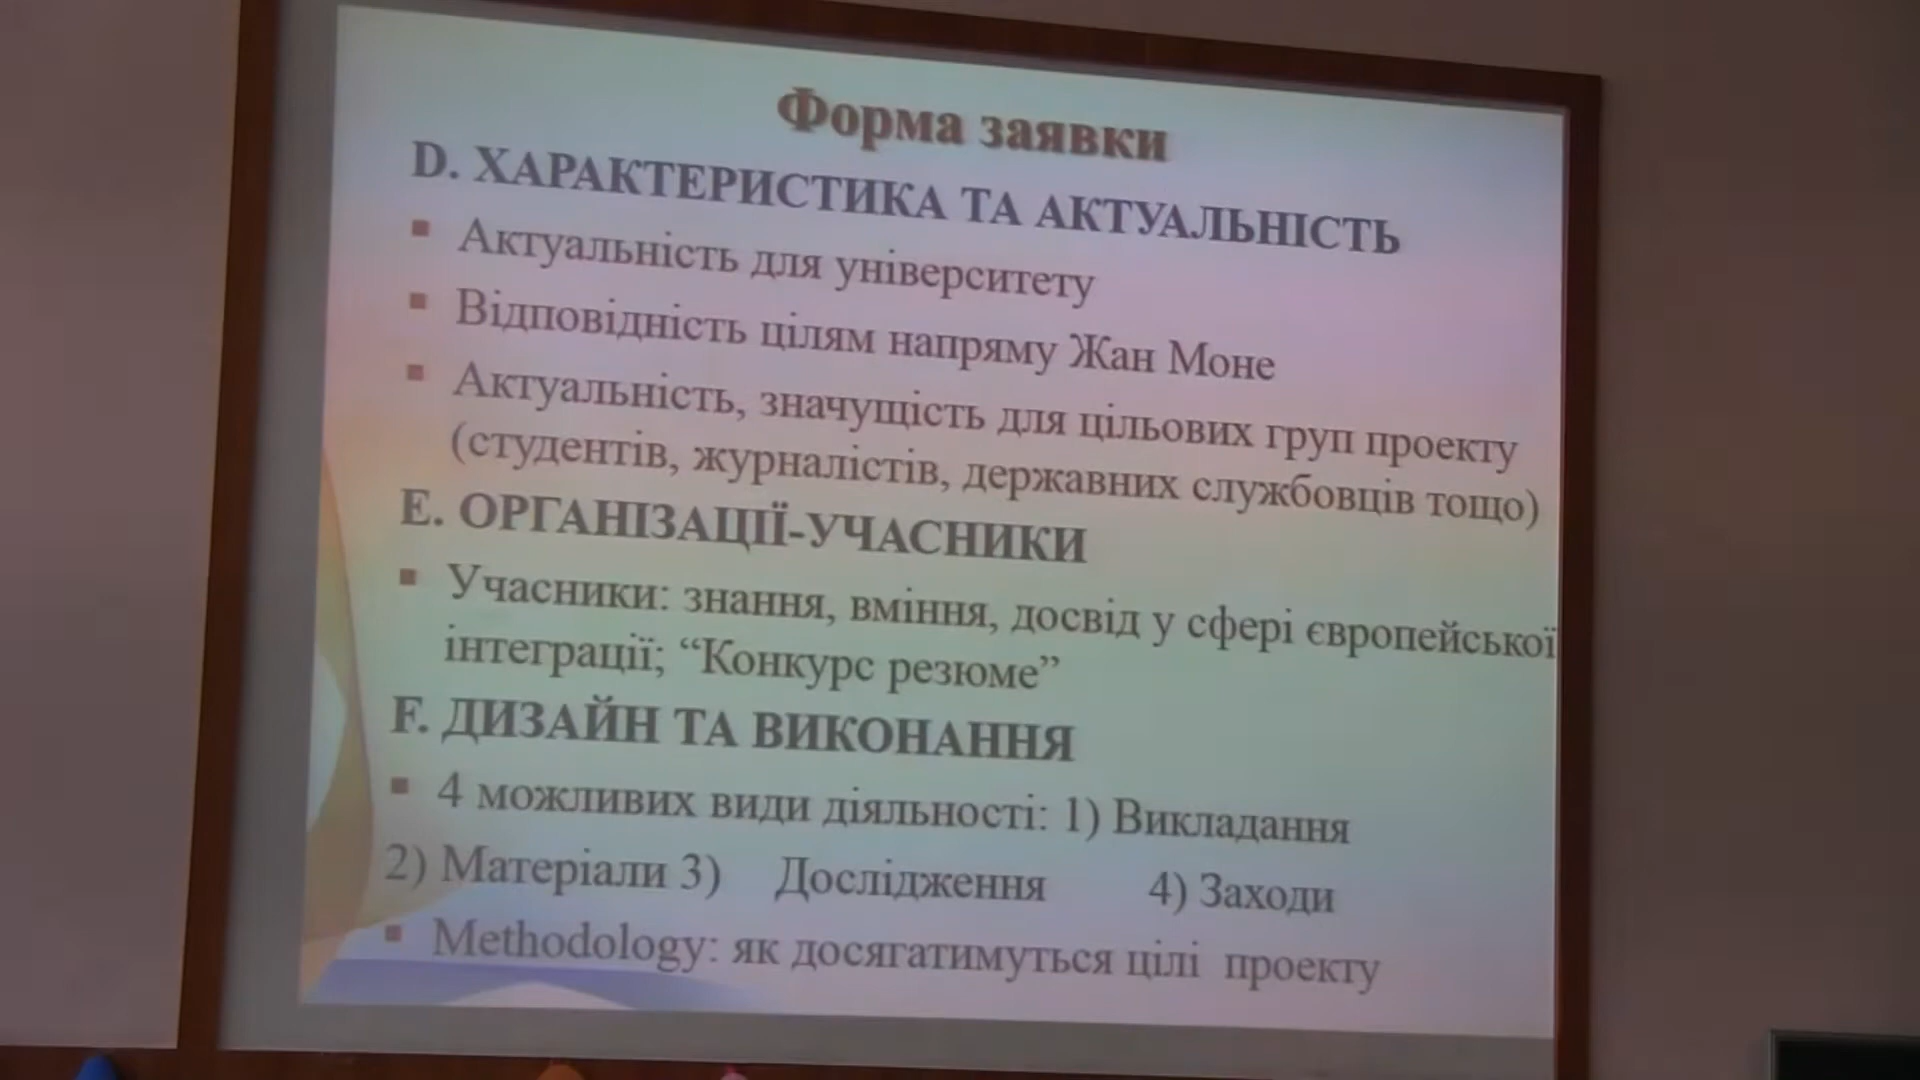 Форма заявки
D. ХАРАКТЕРИСТИКА ТА АКТУАЛЬНІСТЬ
▪ Актуальність для університету
▪ Відповідність цілям напряму Жан Моне
▪ Актуальність, значущість для цільових груп проекту
(студентів, журналістів, державних службовців тощо)
E. ОРГАНІЗАЦІЇ-УЧАСНИКИ
▪ Учасники: знання, вміння, досвід у сфері європейської
інтеграції; “Конкурс резюме”
F. ДИЗАЙН ТА ВИКОНАННЯ
▪ 4 можливих види діяльності: 1) Викладання
2) Матеріали 3) Дослідження 4) Заходи
▪ Methodology: як досягатимуться цілі проекту